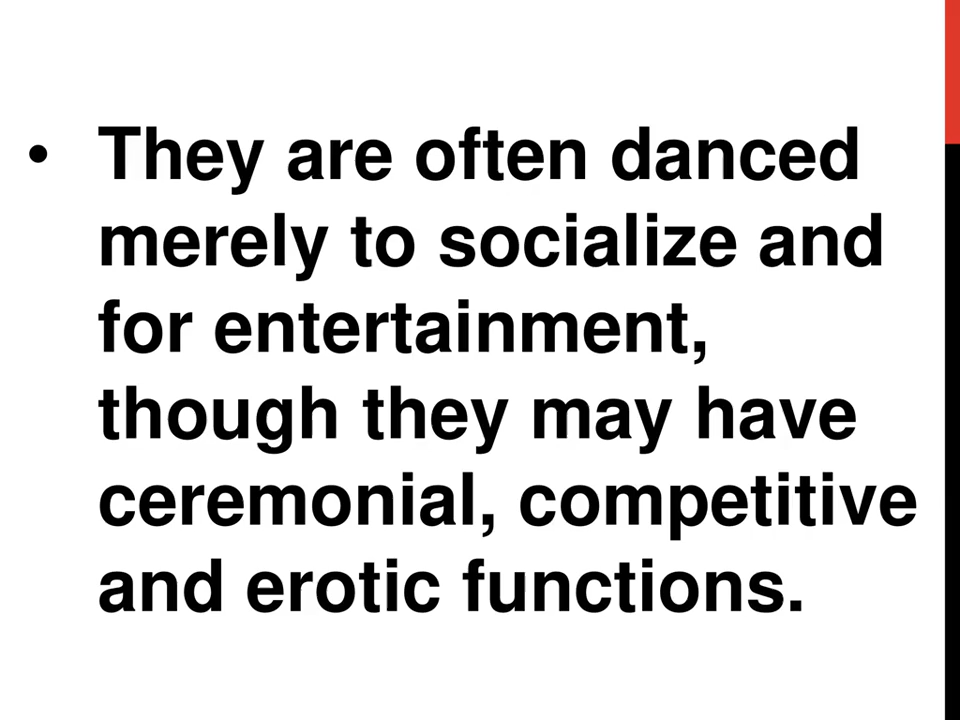 • They are often danced
merely to socialize and
for entertainment,
though they may have
ceremonial, competitive
and erotic functions.